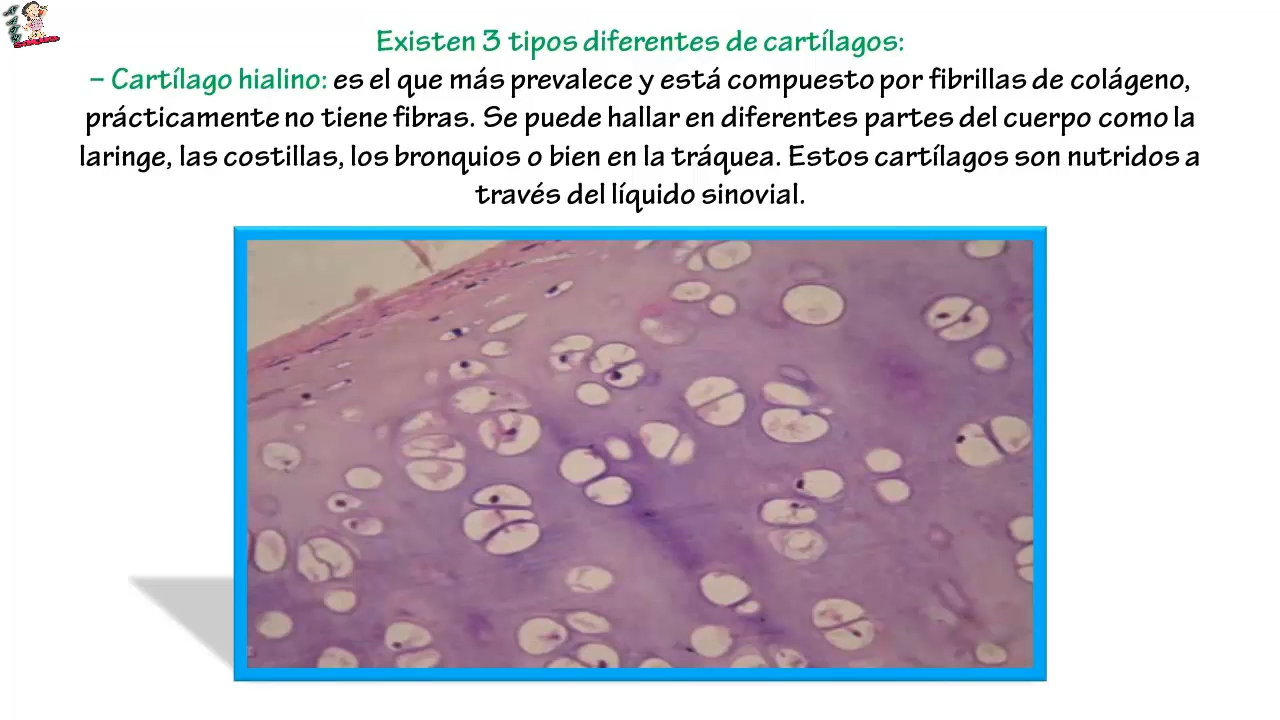 Existen 3 tipos diferentes de cartílagos:
– Cartílago hialino: es el que más prevalece y está compuesto por fibrillas de colágeno,
prácticamente no tiene fibras. Se puede hallar en diferentes partes del cuerpo como la
laringe, las costillas, los bronquios o bien en la tráquea. Estos cartílagos son nutridos a
través del líquido sinovial.